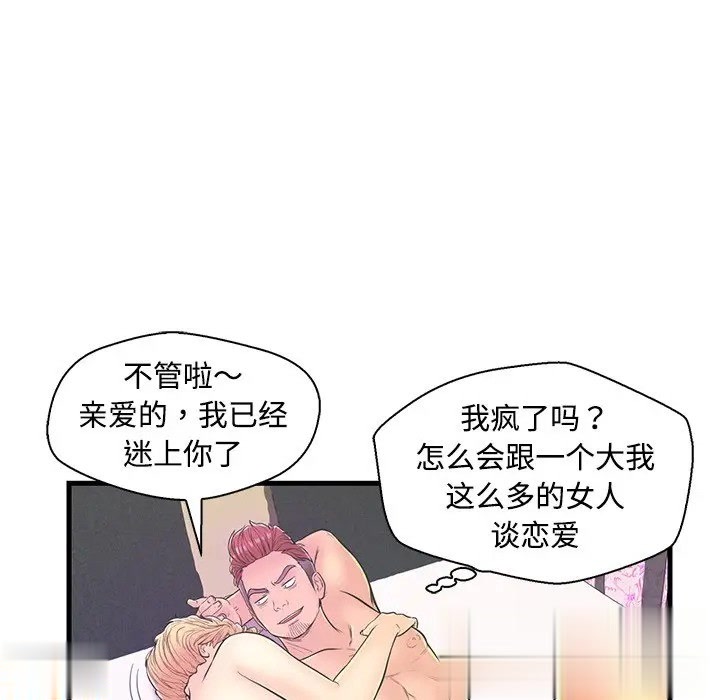 不管啦～
亲爱的，我已经
迷上你了
我疯了吗？
怎么会跟一个大我
这么多的女人
谈恋爱